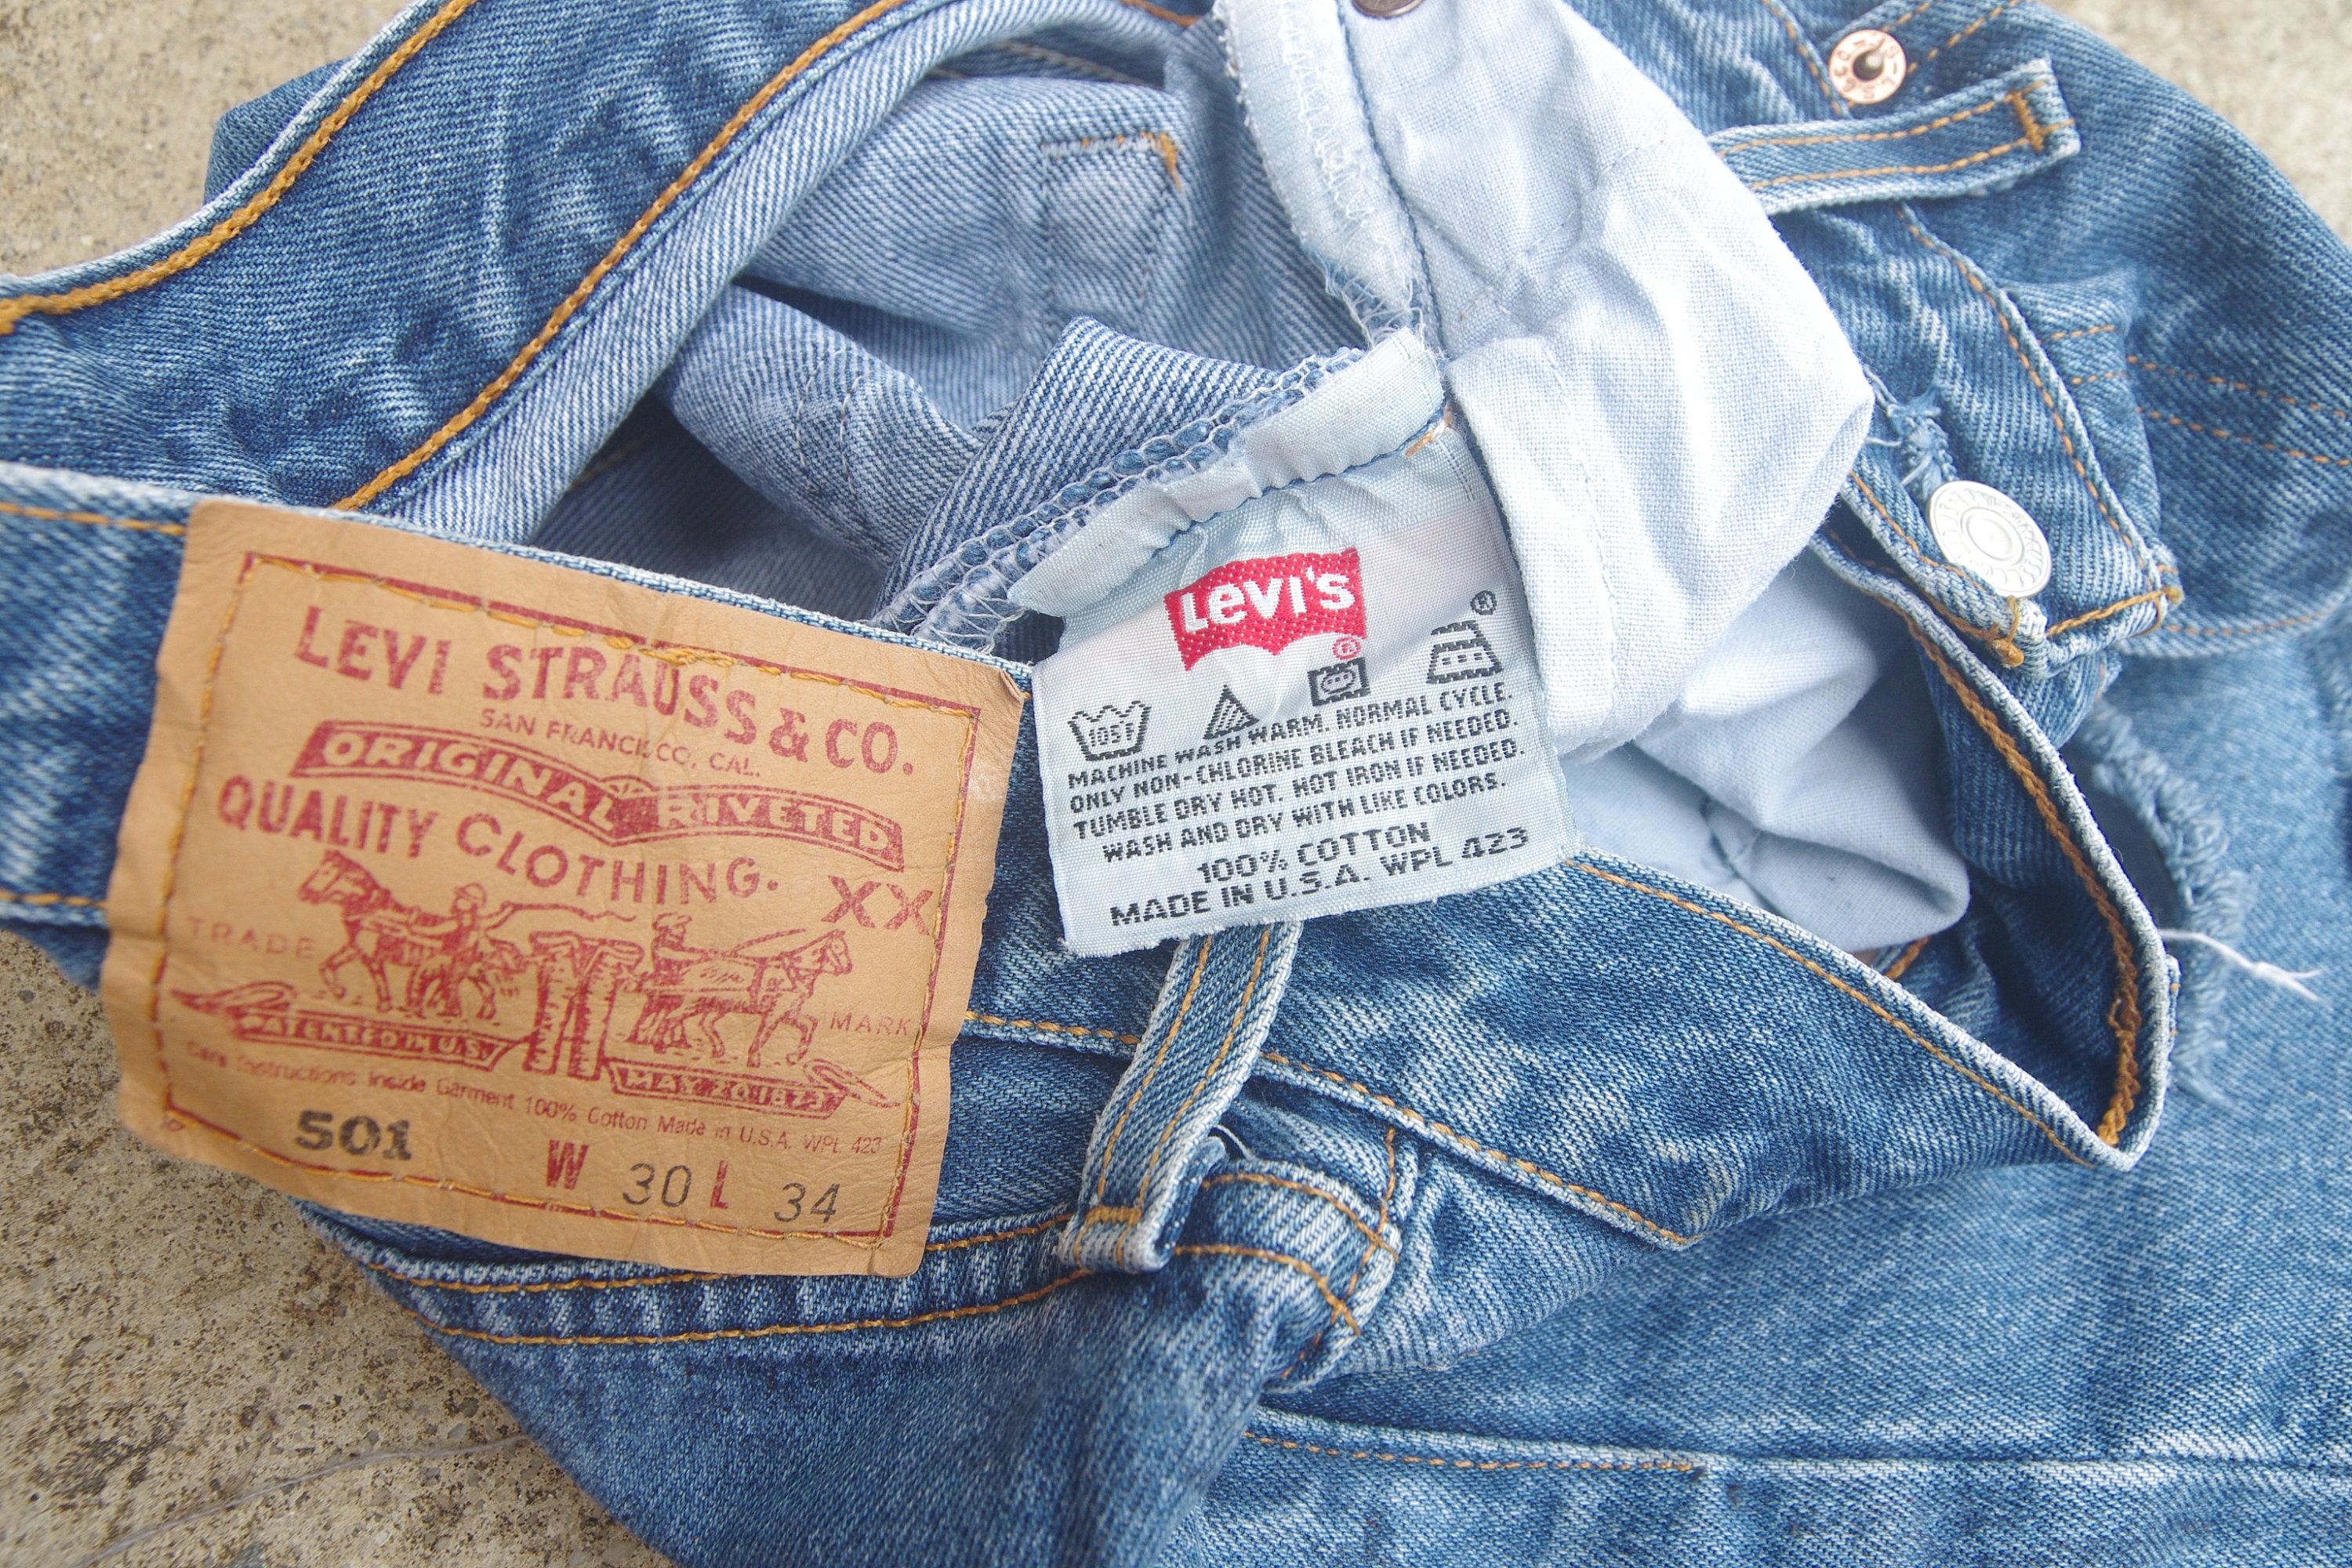 LEVI STRAUSS & CO.
SAN FRANCISCO, CAL.
ORIGINAL RIVETED
QUALITY CLOTHING.
XX
TRADE MARK
PATENTED IN U.S.
MAY 20 1873
Care Instructions Inside Garment 100% Cotton Made in U.S.A. WPL 423
501 W 30 L 34
LEVI'S
®
®
105F
MACHINE WASH WARM. NORMAL CYCLE.
ONLY NON-CHLORINE BLEACH IF NEEDED.
TUMBLE DRY HOT. HOT IRON IF NEEDED.
WASH AND DRY WITH LIKE COLORS.
100% COTTON
MADE IN U.S.A. WPL 423